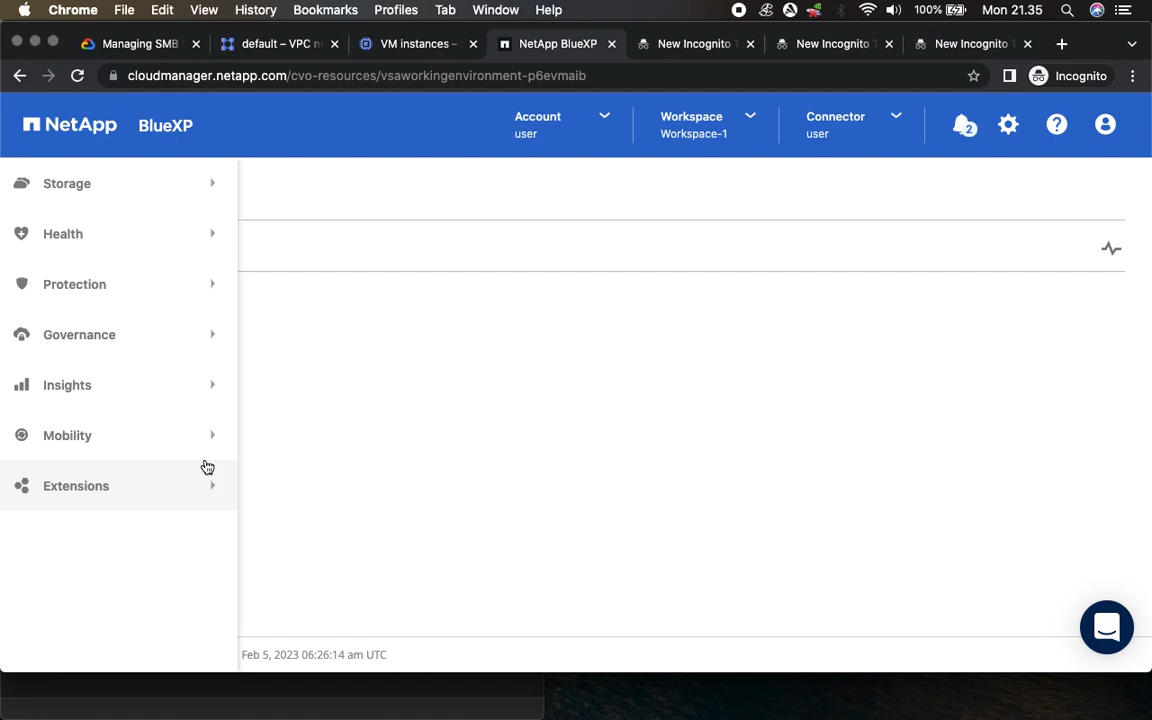 Chrome File Edit View History Bookmarks Profiles Tab Window Help 100% Mon 21.35
Managing SMB default – VPC n VM instances – NetApp BlueXP New Incognito T New Incognito T New Incognito T
cloudmanager.netapp.com/cvo-resources/vsaworkingenvironment-p6evmaib Incognito
NetApp BlueXP
Account
user
Workspace
Workspace-1
Connector
user
2
Storage
Health
Protection
Governance
Insights
Mobility
Extensions
Feb 5, 2023 06:26:14 am UTC